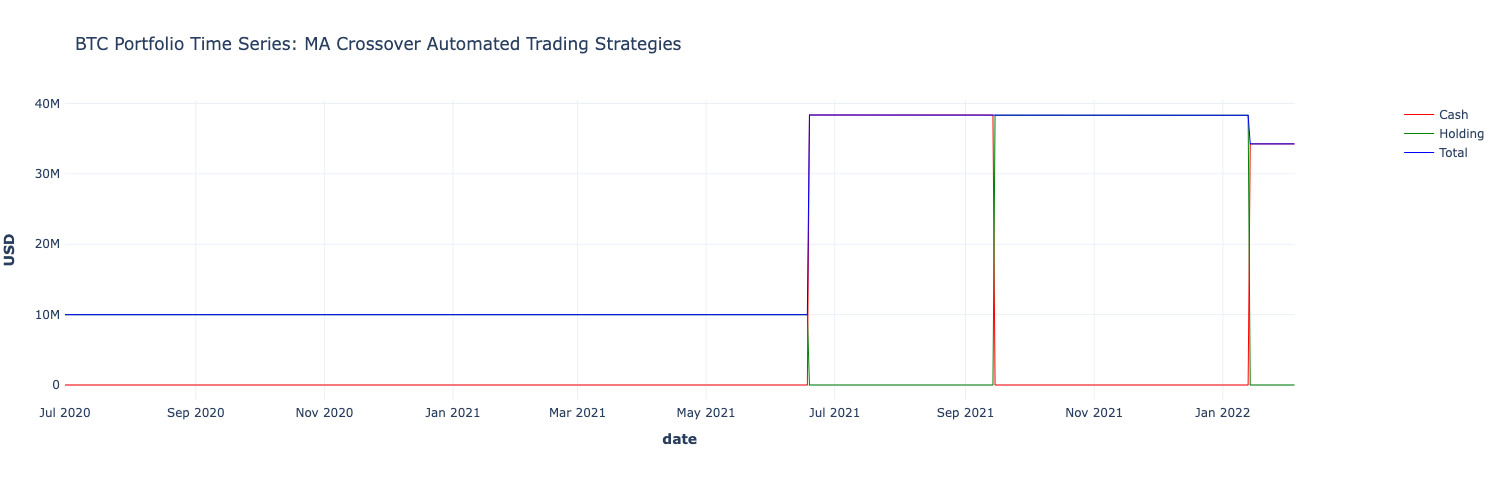 BTC Portfolio Time Series: MA Crossover Automated Trading Strategies
40M
30M
20M
10M
0
USD
Jul 2020 Sep 2020 Nov 2020 Jan 2021 Mar 2021 May 2021 Jul 2021 Sep 2021 Nov 2021 Jan 2022
date
Cash
Holding
Total